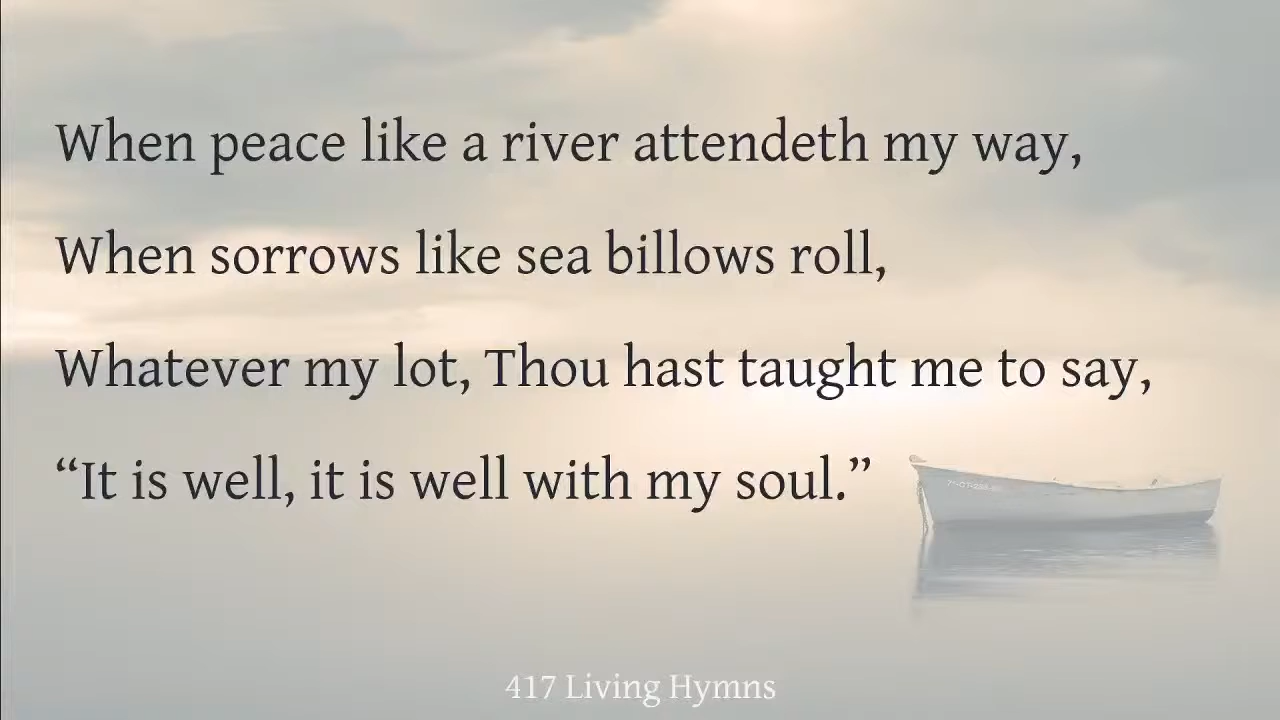 When peace like a river attendeth my way,
When sorrows like sea billows roll,
Whatever my lot, Thou hast taught me to say,
“It is well, it is well with my soul.”
417 Living Hymns